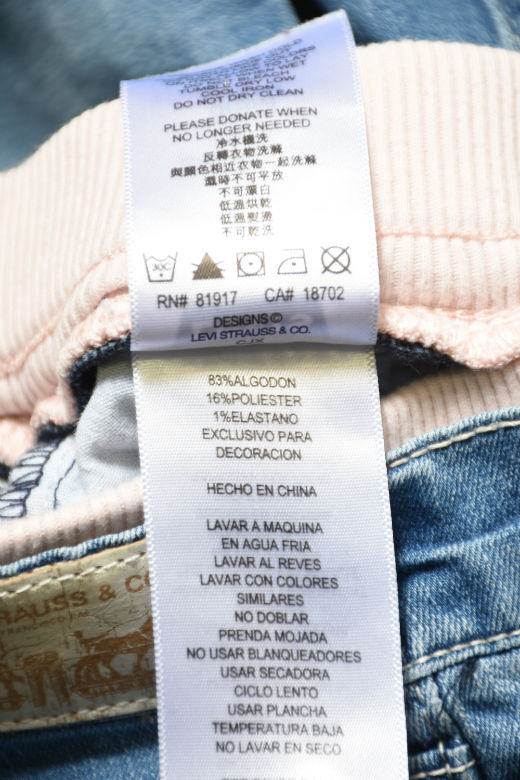 WHEN WET
TUMBLE DRY LOW
COOL IRON
DO NOT DRY CLEAN
PLEASE DONATE WHEN
NO LONGER NEEDED
冷水機洗
反轉衣物洗滌
與顏色相近衣物一起洗滌
濕時不可平放
不可漂白
低溫烘乾
低溫熨燙
不可乾洗
30C
RN# 81917 CA# 18702
DESIGNS©
LEVI STRAUSS & CO.
83%ALGODON
16%POLIESTER
1%ELASTANO
EXCLUSIVO PARA
DECORACION
HECHO EN CHINA
LAVAR A MAQUINA
EN AGUA FRIA
LAVAR AL REVES
LAVAR CON COLORES
SIMILARES
NO DOBLAR
PRENDA MOJADA
NO USAR BLANQUEADORES
USAR SECADORA
CICLO LENTO
USAR PLANCHA
TEMPERATURA BAJA
NO LAVAR EN SECO
RAUSS & CO